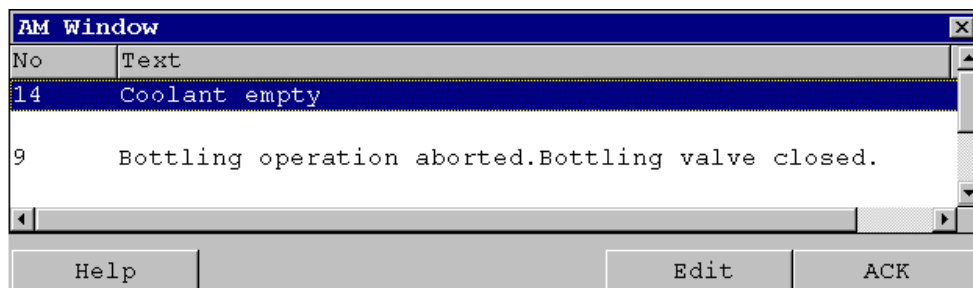 AM Window
No Text
14 Coolant empty
9 Bottling operation aborted.Bottling valve closed.
Help Edit ACK